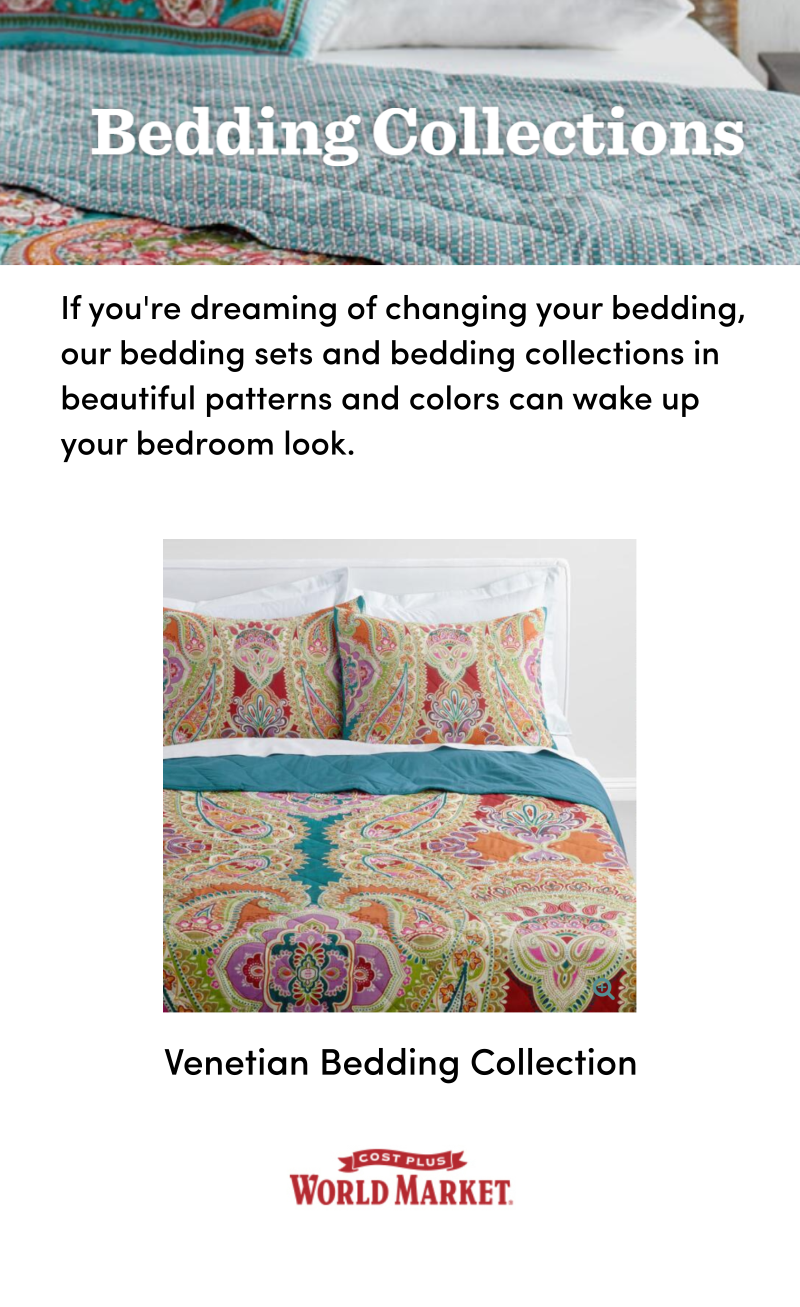 Bedding Collections
If you're dreaming of changing your bedding,
our bedding sets and bedding collections in
beautiful patterns and colors can wake up
your bedroom look.
Venetian Bedding Collection
COST PLUS
WORLD MARKET.